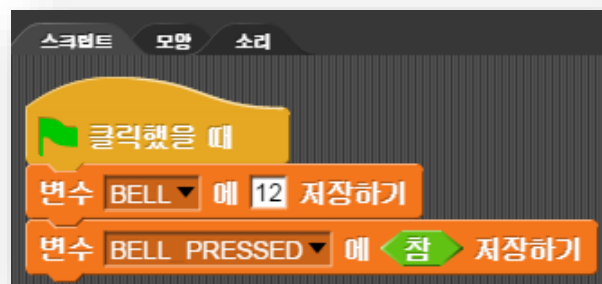 스크립트 모양 소리
클릭했을 때
변수 BELL 에 12 저장하기
변수 BELL PRESSED 에 참 저장하기